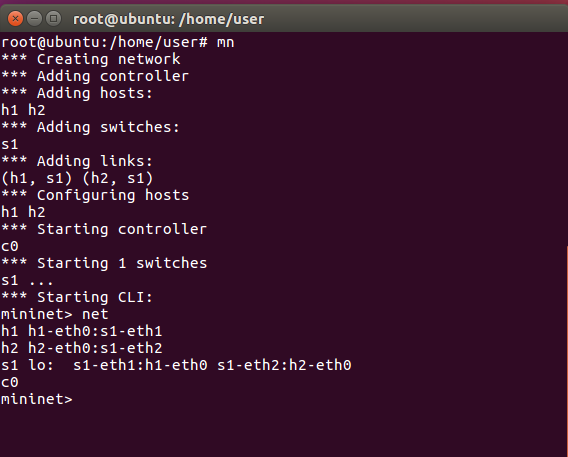 root@ubuntu: /home/user
root@ubuntu:/home/user# mn
*** Creating network
*** Adding controller
*** Adding hosts:
h1 h2
*** Adding switches:
s1
*** Adding links:
(h1, s1) (h2, s1)
*** Configuring hosts
h1 h2
*** Starting controller
c0
*** Starting 1 switches
s1 ...
*** Starting CLI:
mininet> net
h1 h1-eth0:s1-eth1
h2 h2-eth0:s1-eth2
s1 lo:  s1-eth1:h1-eth0 s1-eth2:h2-eth0
c0
mininet>